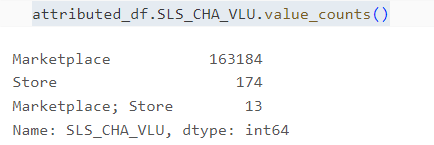 attributed_df.SLS_CHA_VLU.value_counts()
Marketplace 163184
Store 174
Marketplace; Store 13
Name: SLS_CHA_VLU, dtype: int64